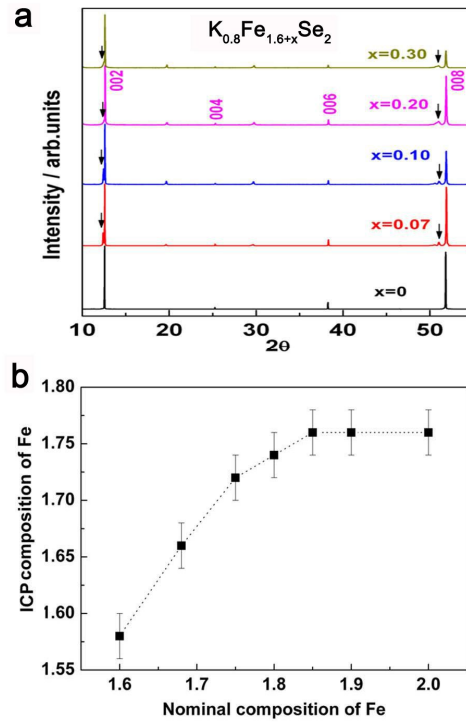 a
K0.8Fe1.6+xSe2
x=0.30
002
x=0.20
008
004
006
x=0.10
x=0.07
x=0
Intensity / arb.units
10 20 30 40 50
2θ
b
1.80
1.75
1.70
1.65
1.60
1.55
ICP composition of Fe
1.6 1.7 1.8 1.9 2.0
Nominal composition of Fe